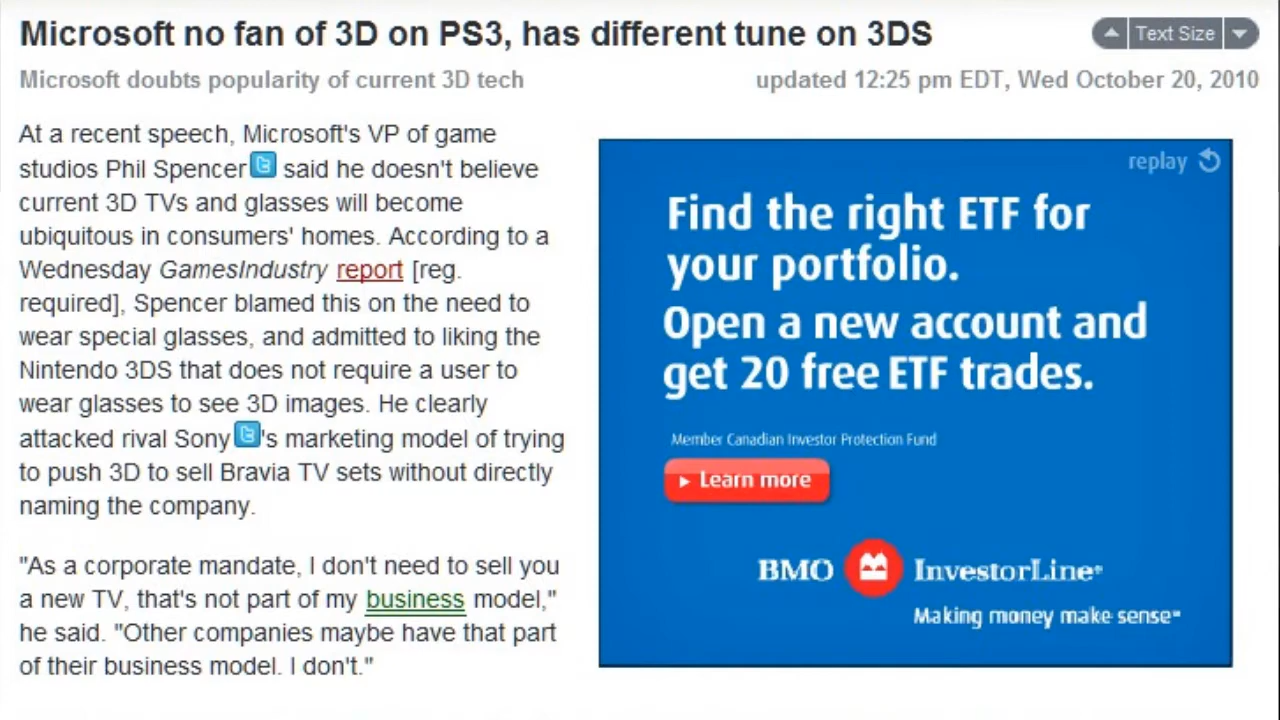 Microsoft no fan of 3D on PS3, has different tune on 3DS
Text Size
Microsoft doubts popularity of current 3D tech
updated 12:25 pm EDT, Wed October 20, 2010
At a recent speech, Microsoft's VP of game
studios Phil Spencer said he doesn't believe
current 3D TVs and glasses will become
ubiquitous in consumers' homes. According to a
Wednesday GamesIndustry report [reg.
required], Spencer blamed this on the need to
wear special glasses, and admitted to liking the
Nintendo 3DS that does not require a user to
wear glasses to see 3D images. He clearly
attacked rival Sony's marketing model of trying
to push 3D to sell Bravia TV sets without directly
naming the company.
"As a corporate mandate, I don't need to sell you
a new TV, that's not part of my business model,"
he said. "Other companies maybe have that part
of their business model. I don't."
replay
Find the right ETF for
your portfolio.
Open a new account and
get 20 free ETF trades.
Member Canadian Investor Protection Fund
Learn more
BMO InvestorLine®
Making money make sense℠